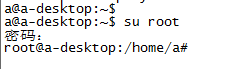 a@a-desktop:~$
a@a-desktop:~$ su root
密码：
root@a-desktop:/home/a#